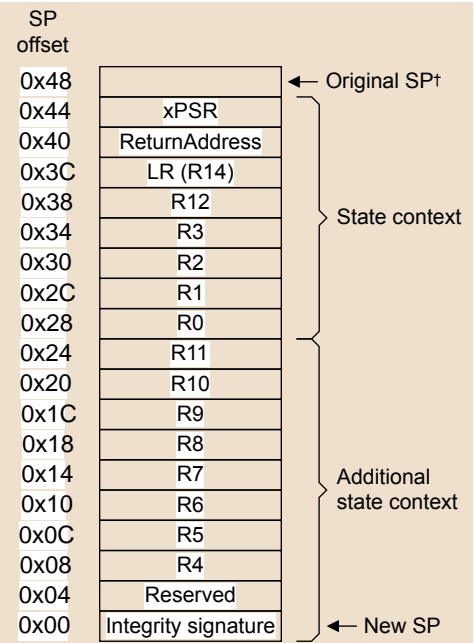 SP
offset
0x48 Original SP†
0x44 xPSR
0x40 ReturnAddress
0x3C LR (R14)
0x38 R12
State context
0x34 R3
0x30 R2
0x2C R1
0x28 R0
0x24 R11
0x20 R10
0x1C R9
0x18 R8
0x14 R7
Additional
state context
0x10 R6
0x0C R5
0x08 R4
0x04 Reserved
0x00 Integrity signature New SP